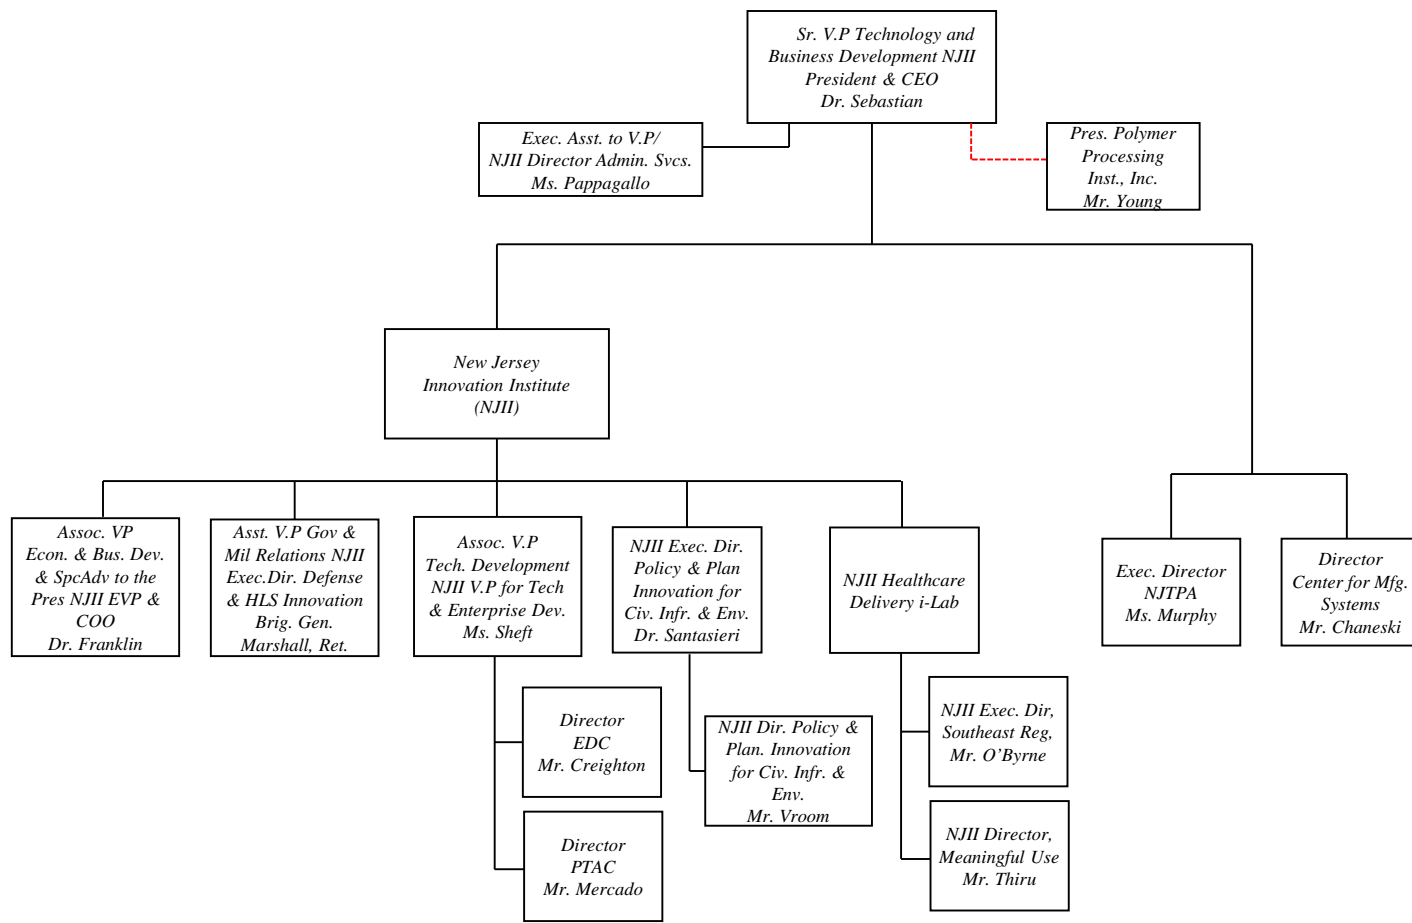 Sr. V.P Technology and
Business Development NJII
President & CEO
Dr. Sebastian
Exec. Asst. to V.P/
NJII Director Admin. Svcs.
Ms. Pappagallo
Pres. Polymer
Processing
Inst., Inc.
Mr. Young
New Jersey
Innovation Institute
(NJII)
Assoc. VP
Econ. & Bus. Dev.
& SpcAdv to the
Pres NJII EVP &
COO
Dr. Franklin
Asst. V.P Gov &
Mil Relations NJII
Exec.Dir. Defense
& HLS Innovation
Brig. Gen.
Marshall, Ret.
Assoc. V.P
Tech. Development
NJII V.P for Tech
& Enterprise Dev.
Ms. Sheft
NJII Exec. Dir.
Policy & Plan
Innovation for
Civ. Infr. & Env.
Dr. Santasieri
NJII Healthcare
Delivery i-Lab
Exec. Director
NJTPA
Ms. Murphy
Director
Center for Mfg.
Systems
Mr. Chaneski
Director
EDC
Mr. Creighton
NJII Dir. Policy &
Plan. Innovation
for Civ. Infr. &
Env.
Mr. Vroom
NJII Exec. Dir,
Southeast Reg,
Mr. O’Byrne
Director
PTAC
Mr. Mercado
NJII Director,
Meaningful Use
Mr. Thiru